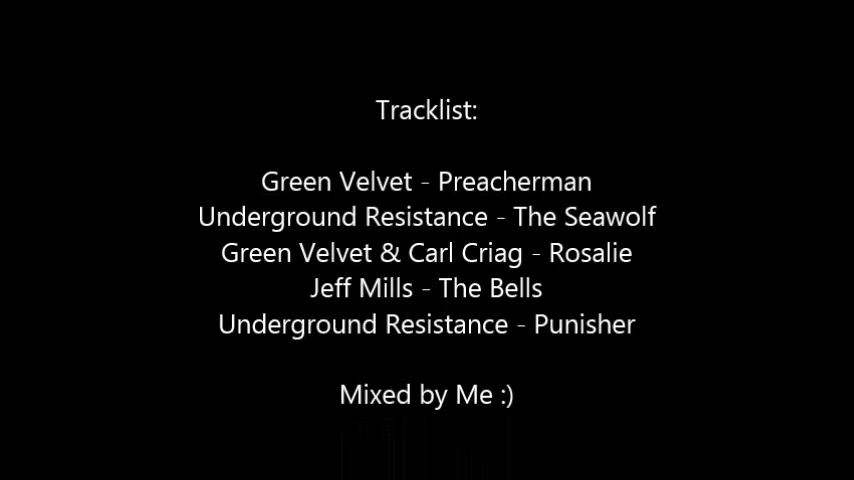 Tracklist:
Green Velvet - Preacherman
Underground Resistance - The Seawolf
Green Velvet & Carl Criag - Rosalie
Jeff Mills - The Bells
Underground Resistance - Punisher
Mixed by Me :)